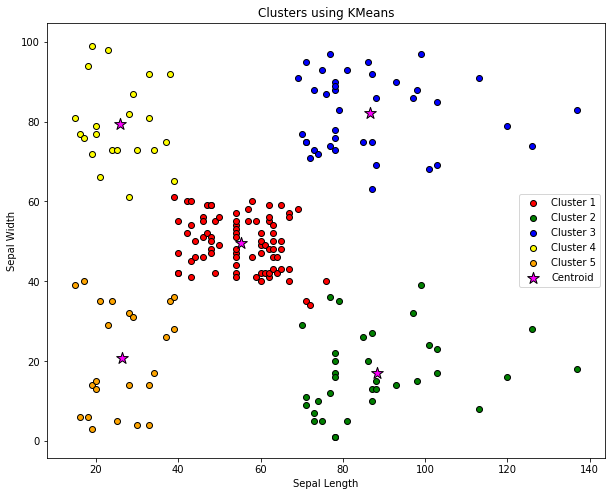 Clusters using KMeans
100
80
60
40
20
0
Sepal Width
Cluster 1
Cluster 2
Cluster 3
Cluster 4
Cluster 5
Centroid
20 40 60 80 100 120 140
Sepal Length